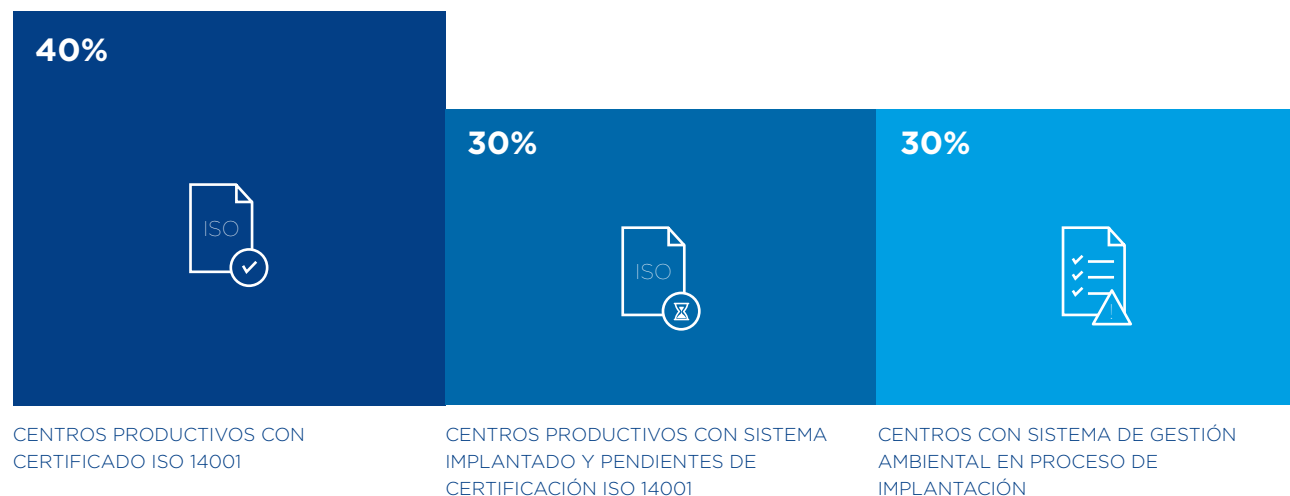 40%
ISO
CENTROS PRODUCTIVOS CON
CERTIFICADO ISO 14001
30%
ISO
CENTROS PRODUCTIVOS CON SISTEMA
IMPLANTADO Y PENDIENTES DE
CERTIFICACIÓN ISO 14001
30%
!
CENTROS CON SISTEMA DE GESTIÓN
AMBIENTAL EN PROCESO DE
IMPLANTACIÓN